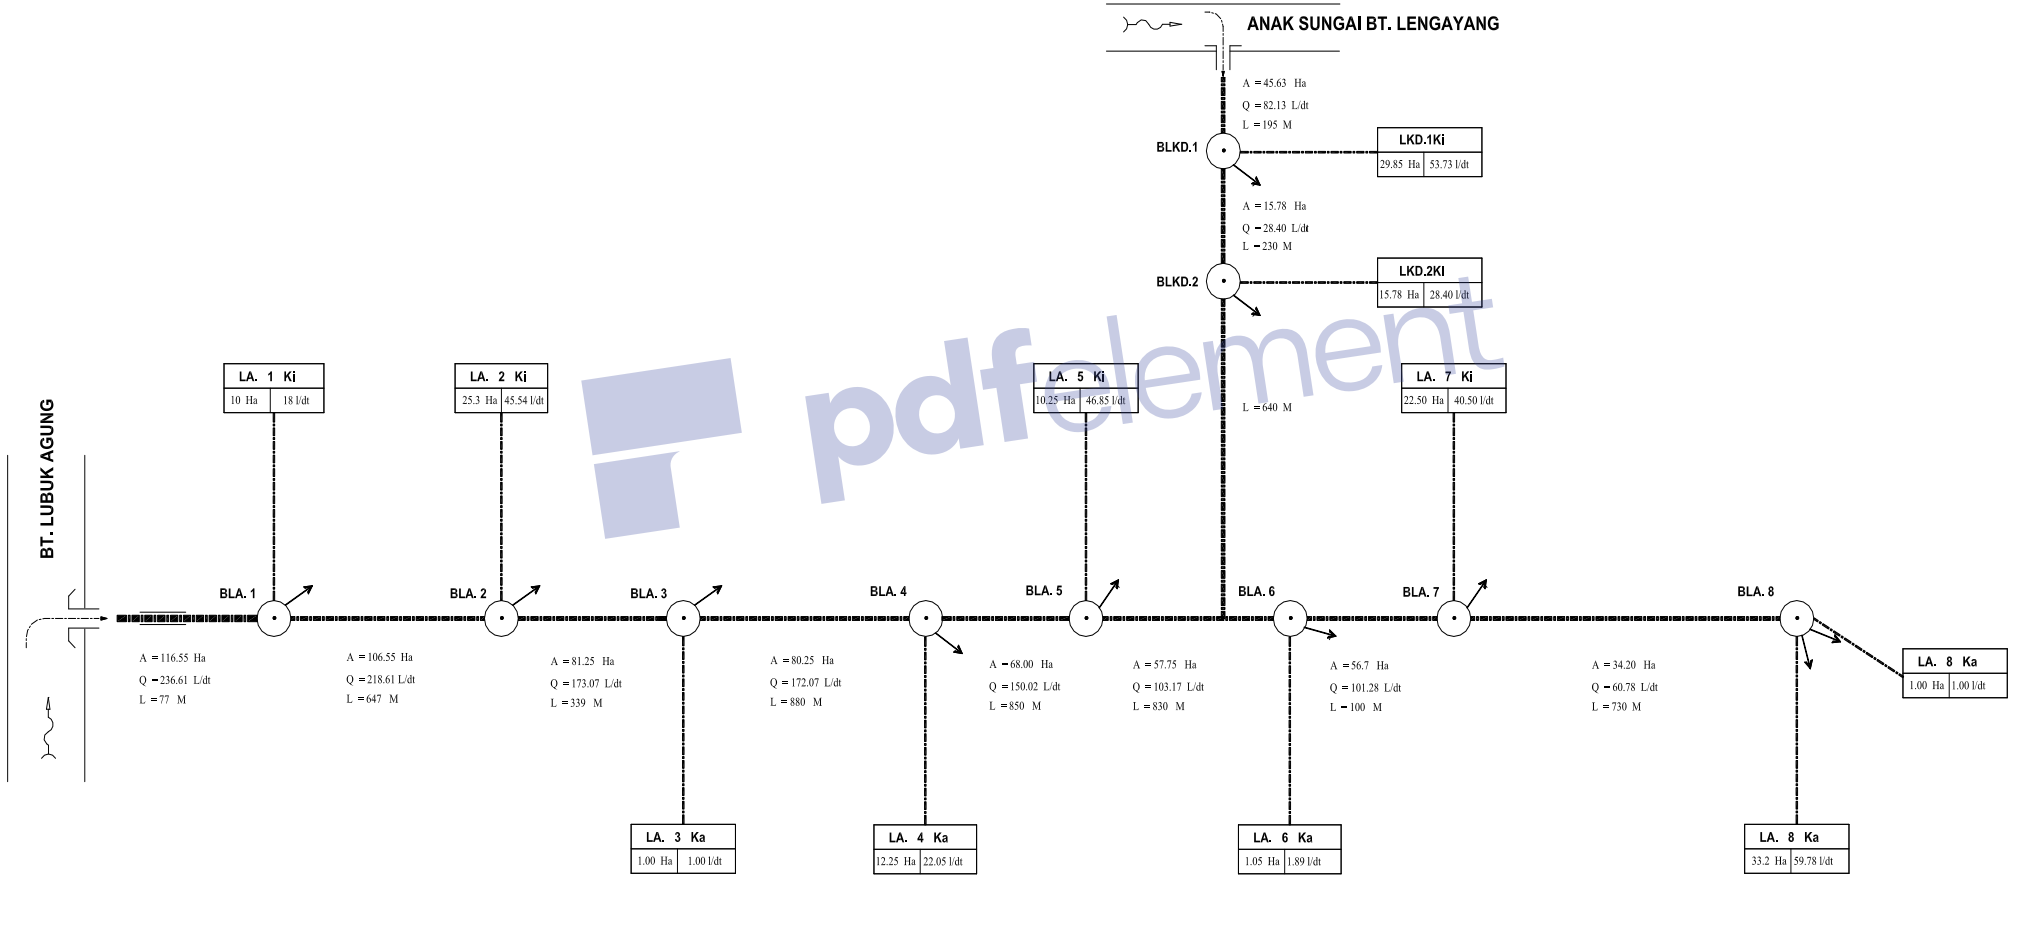 ANAK SUNGAI BT. LENGAYANG
A = 45.63 Ha
Q = 82.13 L/dt
L = 195 M
BLKD.1
LKD.1Ki
29.85 Ha 53.73 l/dt
A = 15.78 Ha
Q = 28.40 L/dt
L = 230 M
BLKD.2
LKD.2Ki
15.78 Ha 28.40 l/dt
pdfelement
LA. 1 Ki
10 Ha 18 l/dt
LA. 2 Ki
25.3 Ha 45.54 l/dt
LA. 5 Ki
10.25 Ha 46.85 l/dt
L = 640 M
LA. 7 Ki
22.50 Ha 40.50 l/dt
BT. LUBUK AGUNG
BLA. 1
BLA. 2
BLA. 3
BLA. 4
BLA. 5
BLA. 6
BLA. 7
BLA. 8
A = 116.55 Ha
Q = 236.61 L/dt
L = 77 M
A = 106.55 Ha
Q = 218.61 L/dt
L = 647 M
A = 81.25 Ha
Q = 173.07 L/dt
L = 339 M
A = 80.25 Ha
Q = 172.07 L/dt
L = 880 M
A = 68.00 Ha
Q = 150.02 L/dt
L = 850 M
A = 57.75 Ha
Q = 103.17 L/dt
L = 830 M
A = 56.7 Ha
Q = 101.28 L/dt
L = 100 M
A = 34.20 Ha
Q = 60.78 L/dt
L = 730 M
LA. 8 Ka
1.00 Ha 1.00 l/dt
LA. 3 Ka
1.00 Ha 1.00 l/dt
LA. 4 Ka
12.25 Ha 22.05 l/dt
LA. 6 Ka
1.05 Ha 1.89 l/dt
LA. 8 Ka
33.2 Ha 59.78 l/dt